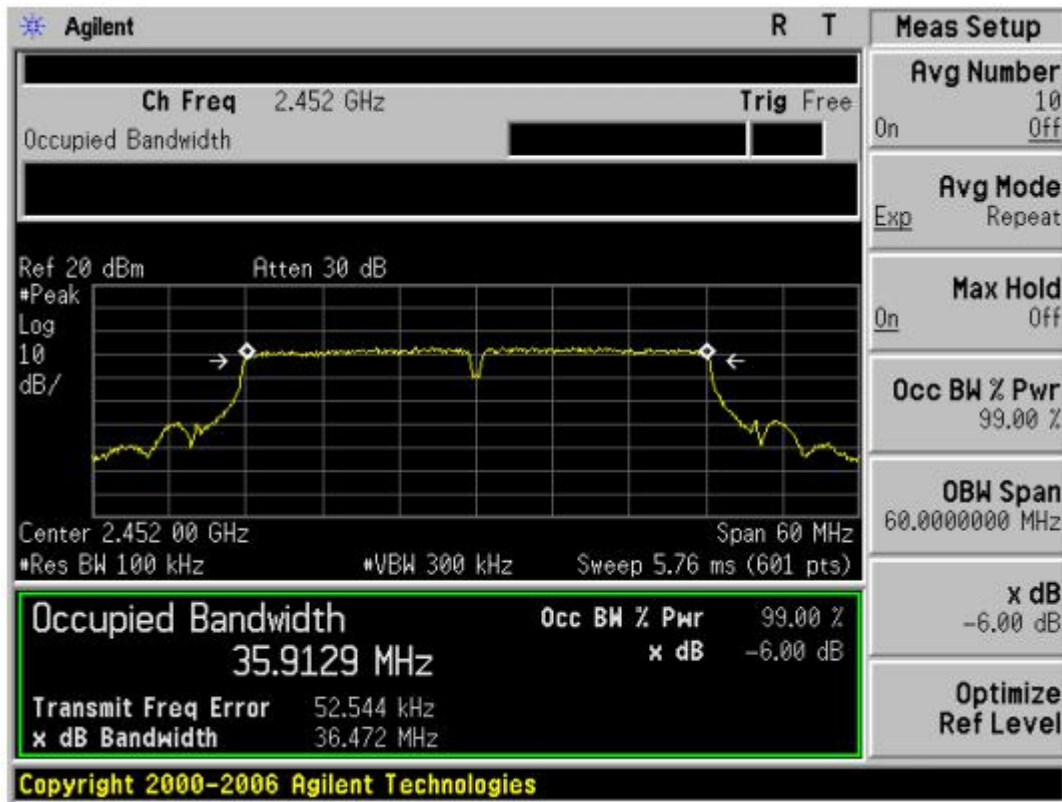 Agilent R T
Ch Freq 2.452 GHz Trig Free
Occupied Bandwidth
Ref 20 dBm Atten 30 dB
#Peak
Log
10
dB/
Center 2.452 00 GHz Span 60 MHz
#Res BW 100 kHz #VBW 300 kHz Sweep 5.76 ms (601 pts)
Occupied Bandwidth Occ BW % Pwr 99.00 %
35.9129 MHz x dB -6.00 dB
Transmit Freq Error 52.544 kHz
x dB Bandwidth 36.472 MHz
Copyright 2000-2006 Agilent Technologies
Meas Setup
Avg Number
10
On Off
Avg Mode
Exp Repeat
Max Hold
On Off
Occ BW % Pwr
99.00 %
OBW Span
60.0000000 MHz
x dB
-6.00 dB
Optimize
Ref Level